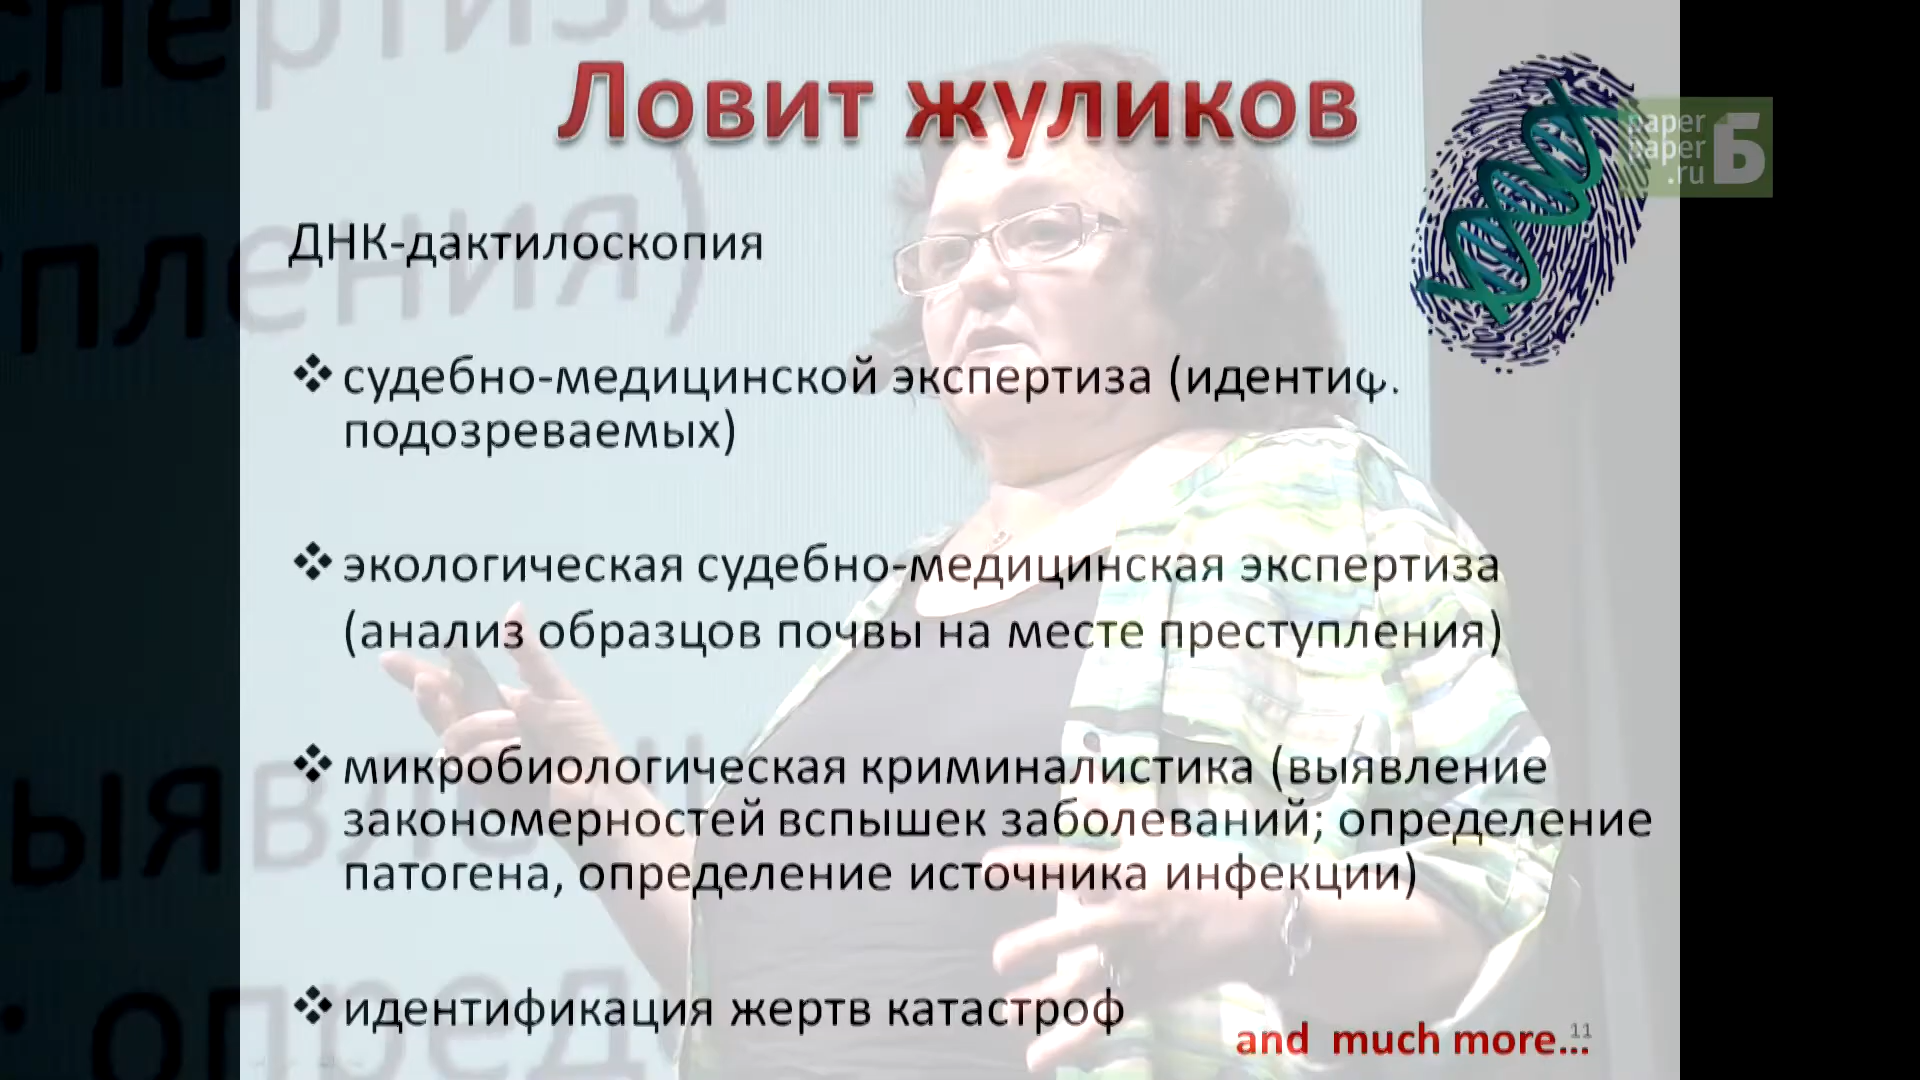 Ловит жуликов
paper
paper
.ru Б
ДНК-дактилоскопия
❖ судебно-медицинской экспертиза (идентиф.
подозреваемых)
❖ экологическая судебно-медицинская экспертиза
(анализ образцов почвы на месте преступления)
❖ микробиологическая криминалистика (выявление
закономерностей вспышек заболеваний; определение
патогена, определение источника инфекции)
❖ идентификация жертв катастроф
and much more...
11